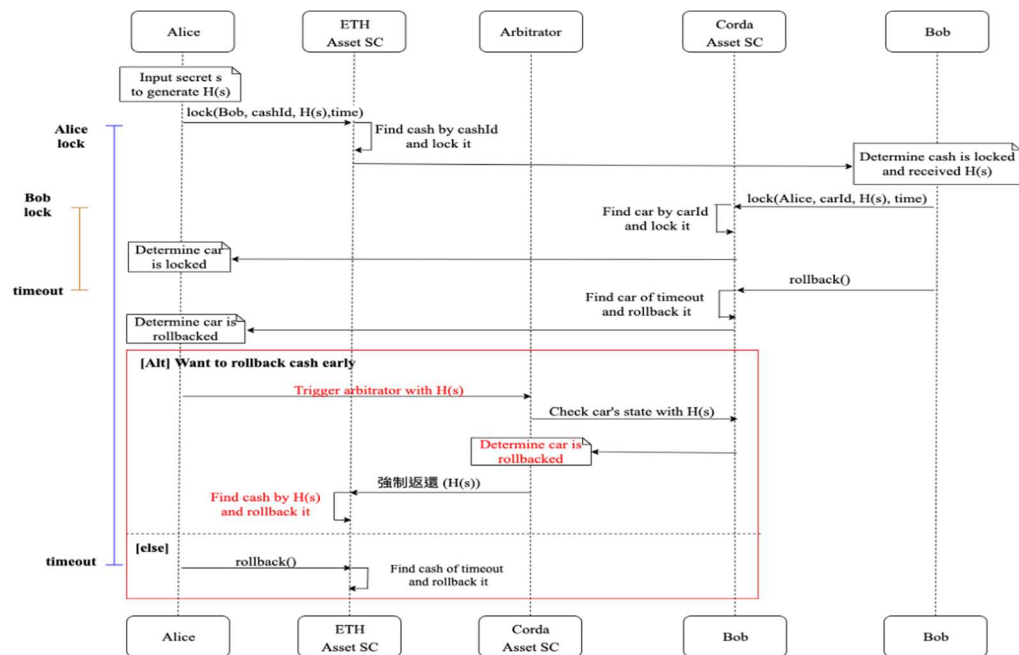 Alice
ETH
Asset SC
Arbitrator
Corda
Asset SC
Bob
Input secret s
to generate H(s)
lock(Bob, cashId, H(s),time)
Alice
lock
Find cash by cashId
and lock it
Determine cash is locked
and received H(s)
Bob
lock
lock(Alice, carId, H(s), time)
Find car by carId
and lock it
Determine car
is locked
timeout
rollback()
Find car of timeout
and rollback it
Determine car is
rollbacked
[Alt] Want to rollback cash early
Trigger arbitrator with H(s)
Check car's state with H(s)
Determine car is
rollbacked
強制返還 (H(s))
Find cash by H(s)
and rollback it
[else]
timeout
rollback()
Find cash of timeout
and rollback it
Alice
ETH
Asset SC
Corda
Asset SC
Bob
Bob